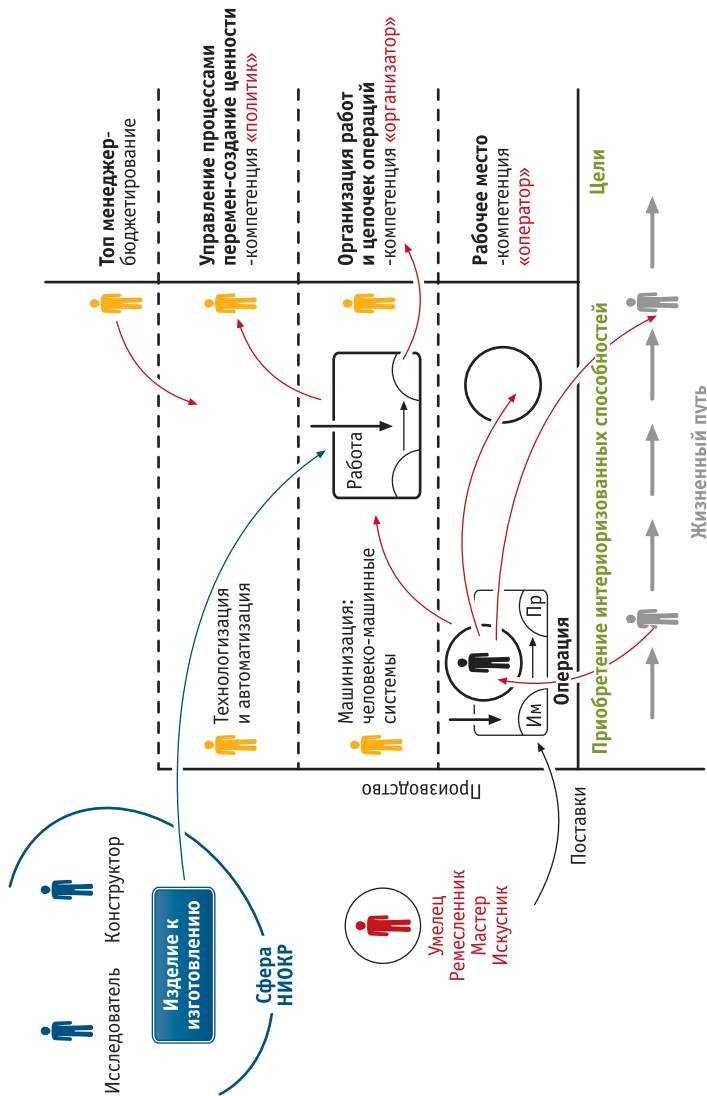 Исследователь
Конструктор
Изделие к
изготовлению
Сфера
НИОКР
Умелец
Ремесленник
Мастер
Искусник
Поставки
Производство
Технологизация
и автоматизация
Машинизация:
человеко-машинные
системы
Работа
Им
Пр
Операция
Топ менеджер-
бюджетирование
Управление процессами
перемен-создание ценности
-компетенция «политик»
Организация работ
и цепочек операций
-компетенция «организатор»
Рабочее место
-компетенция
«оператор»
Приобретение интериоризованных способностей
Цели
Жизненный путь